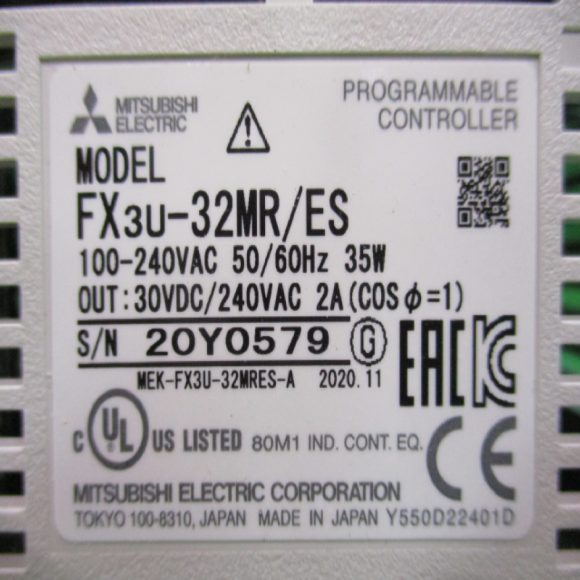 MITSUBISHI
ELECTRIC
PROGRAMMABLE
CONTROLLER
MODEL
FX3U-32MR/ES
100-240VAC 50/60Hz 35W
OUT:30VDC/240VAC 2A(COSϕ=1)
S/N 20Y0579 G
MEK-FX3U-32MRES-A 2020.11
EAC KC
C UL US LISTED 80M1 IND. CONT. EQ. CE
MITSUBISHI ELECTRIC CORPORATION
TOKYO 100-8310, JAPAN MADE IN JAPAN Y550D22401D